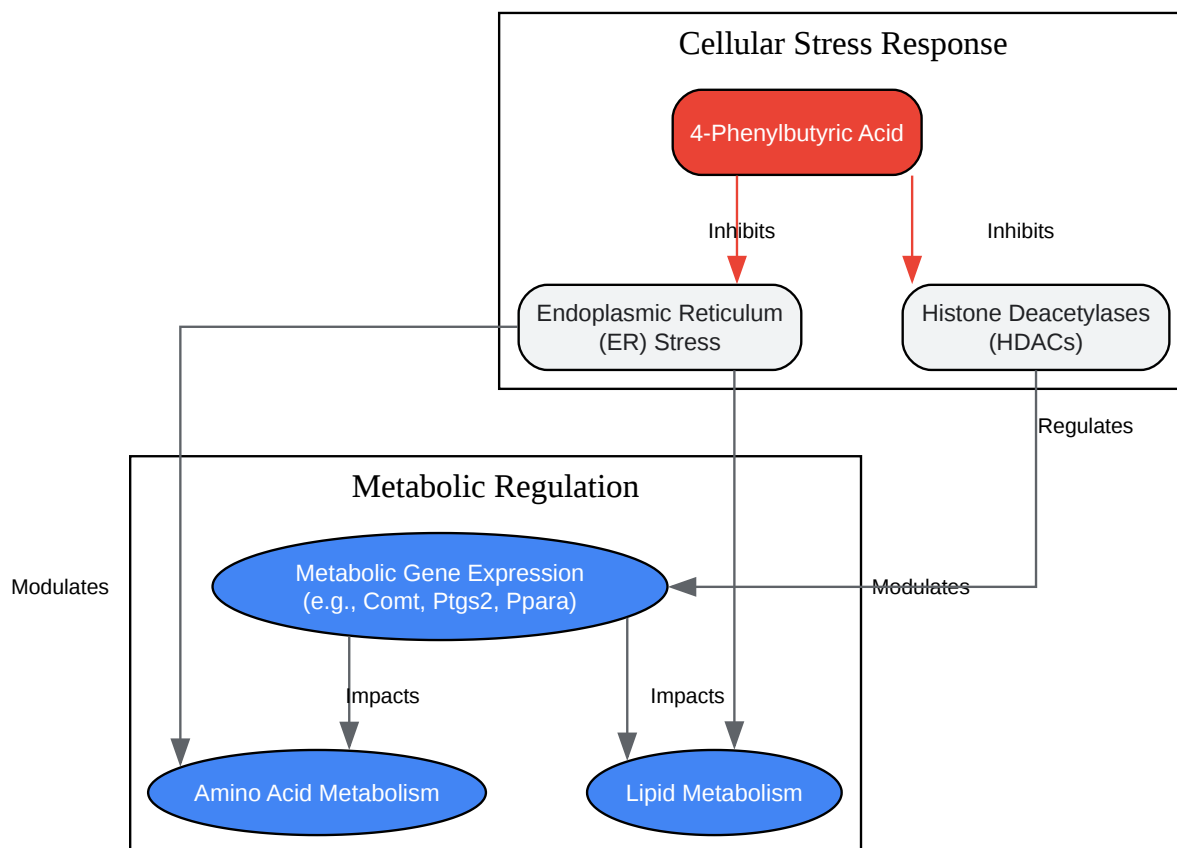 Cellular Stress Response
4-Phenylbutyric Acid
Inhibits
Inhibits
Endoplasmic Reticulum
(ER) Stress
Histone Deacetylases
(HDACs)
Regulates
Metabolic Regulation
Metabolic Gene Expression
(e.g., Comt, Ptgs2, Ppara)
Modulates
Modulates
Impacts
Impacts
Amino Acid Metabolism
Lipid Metabolism